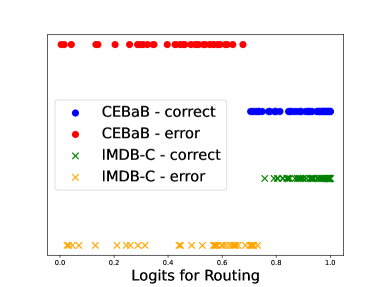 CEBaB - correct
CEBaB - error
IMDB-C - correct
IMDB-C - error
0.0 0.2 0.4 0.6 0.8 1.0
Logits for Routing